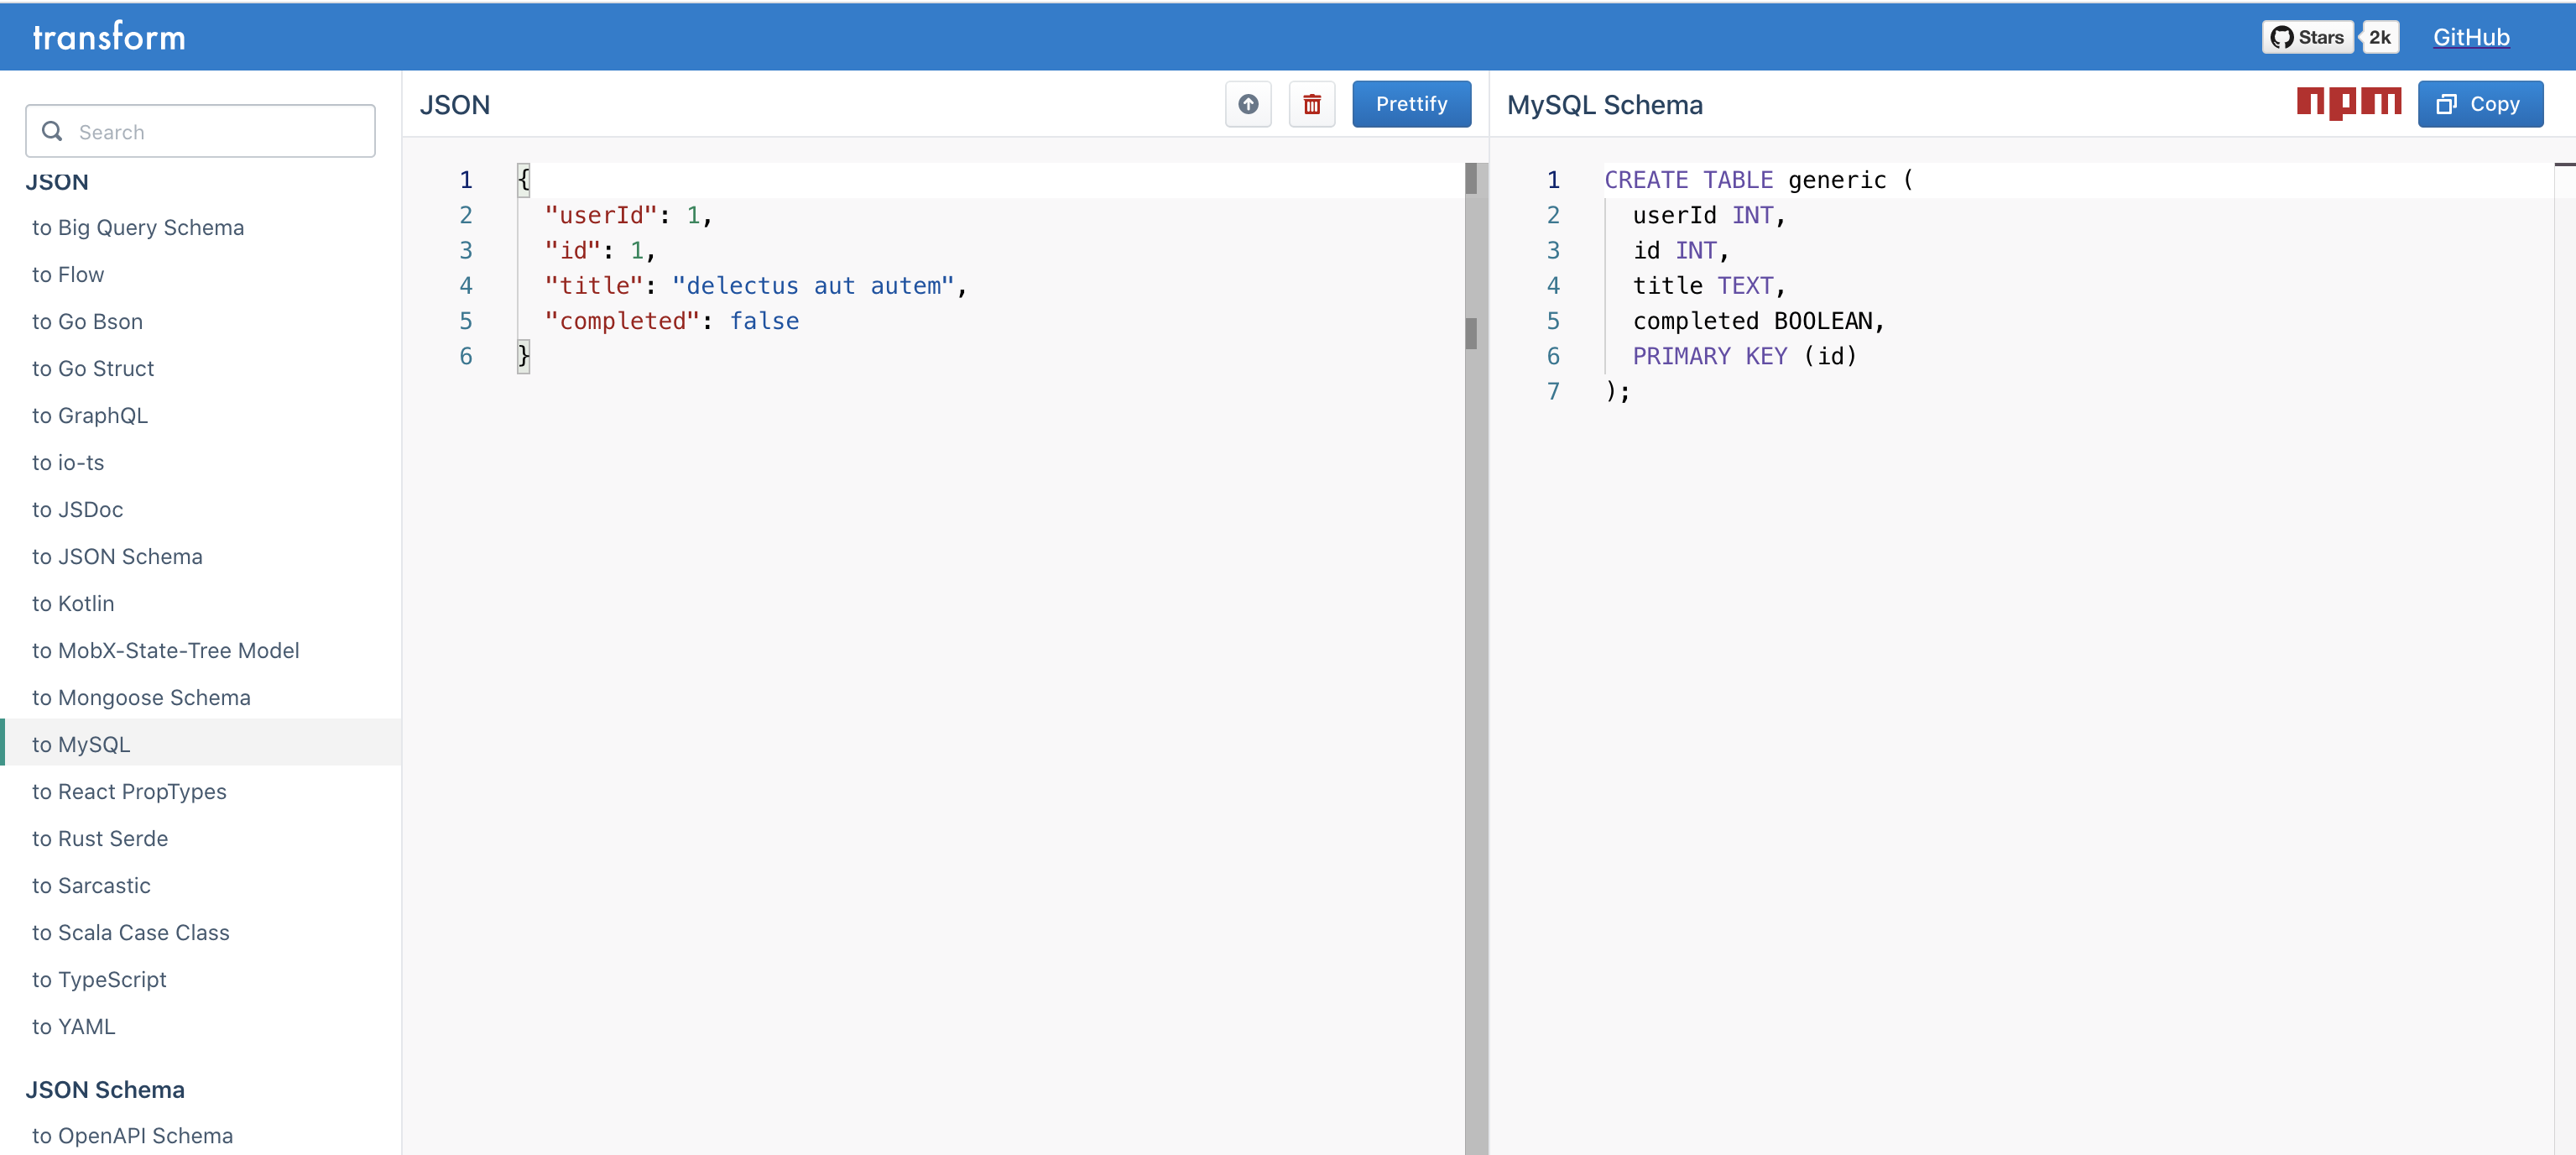 transform
Stars 2k GitHub
Search
JSON
to Big Query Schema
to Flow
to Go Bson
to Go Struct
to GraphQL
to io-ts
to JSDoc
to JSON Schema
to Kotlin
to MobX-State-Tree Model
to Mongoose Schema
to MySQL
to React PropTypes
to Rust Serde
to Sarcastic
to Scala Case Class
to TypeScript
to YAML
JSON Schema
to OpenAPI Schema
JSON
Prettify
1 {
2 "userId": 1,
3 "id": 1,
4 "title": "delectus aut autem",
5 "completed": false
6 }
MySQL Schema
npm
Copy
1 CREATE TABLE generic (
2 userId INT,
3 id INT,
4 title TEXT,
5 completed BOOLEAN,
6 PRIMARY KEY (id)
7 );